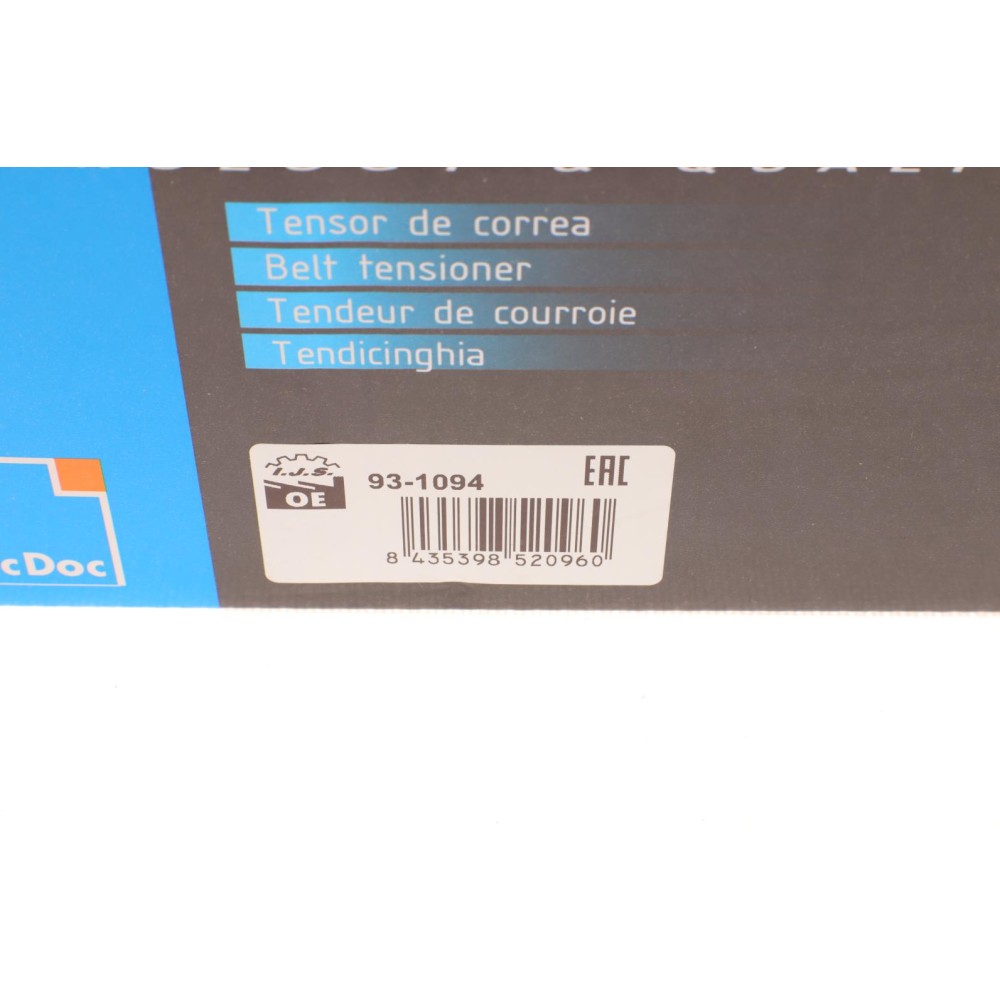 Tensor de correa
Belt tensioner
Tendeur de courroie
Tendicinghia
I.J.S.
OE
93-1094
EAC
8 435398 520960
cDoc